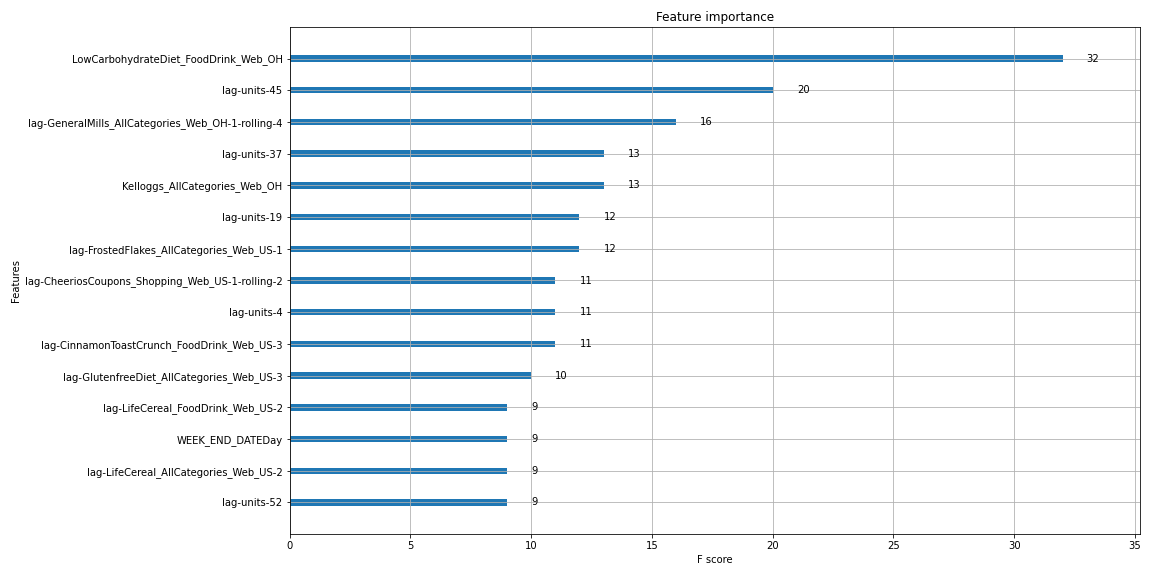 Feature importance
LowCarbohydrateDiet_FoodDrink_Web_OH 32
lag-units-45 20
lag-GeneralMills_AllCategories_Web_OH-1-rolling-4 16
lag-units-37 13
Kelloggs_AllCategories_Web_OH 13
lag-units-19 12
lag-FrostedFlakes_AllCategories_Web_US-1 12
lag-CheeriosCoupons_Shopping_Web_US-1-rolling-2 11
lag-units-4 11
lag-CinnamonToastCrunch_FoodDrink_Web_US-3 11
lag-GlutenfreeDiet_AllCategories_Web_US-3 10
lag-LifeCereal_FoodDrink_Web_US-2 9
WEEK_END_DATEDay 9
lag-LifeCereal_AllCategories_Web_US-2 9
lag-units-52 9
Features
0 5 10 15 20 25 30 35
F score